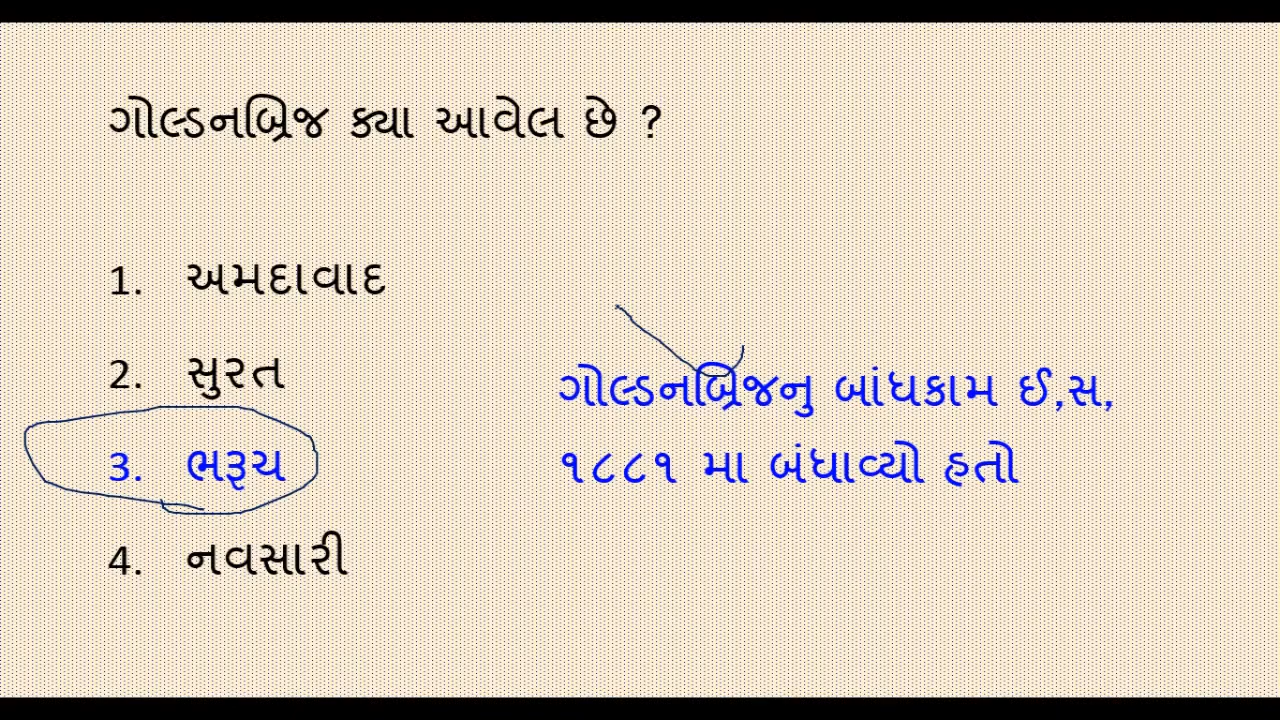 ગોલ્ડનબ્રિજ ક્યા આવેલ છે ?
1. અમદાવાદ
2. સુરત
3. ભરૂચ
4. નવસારી
ગોલ્ડનબ્રિજનુ બાંધકામ ઈ,સ,
૧૮૮૧ મા બંધાવ્યો હતો